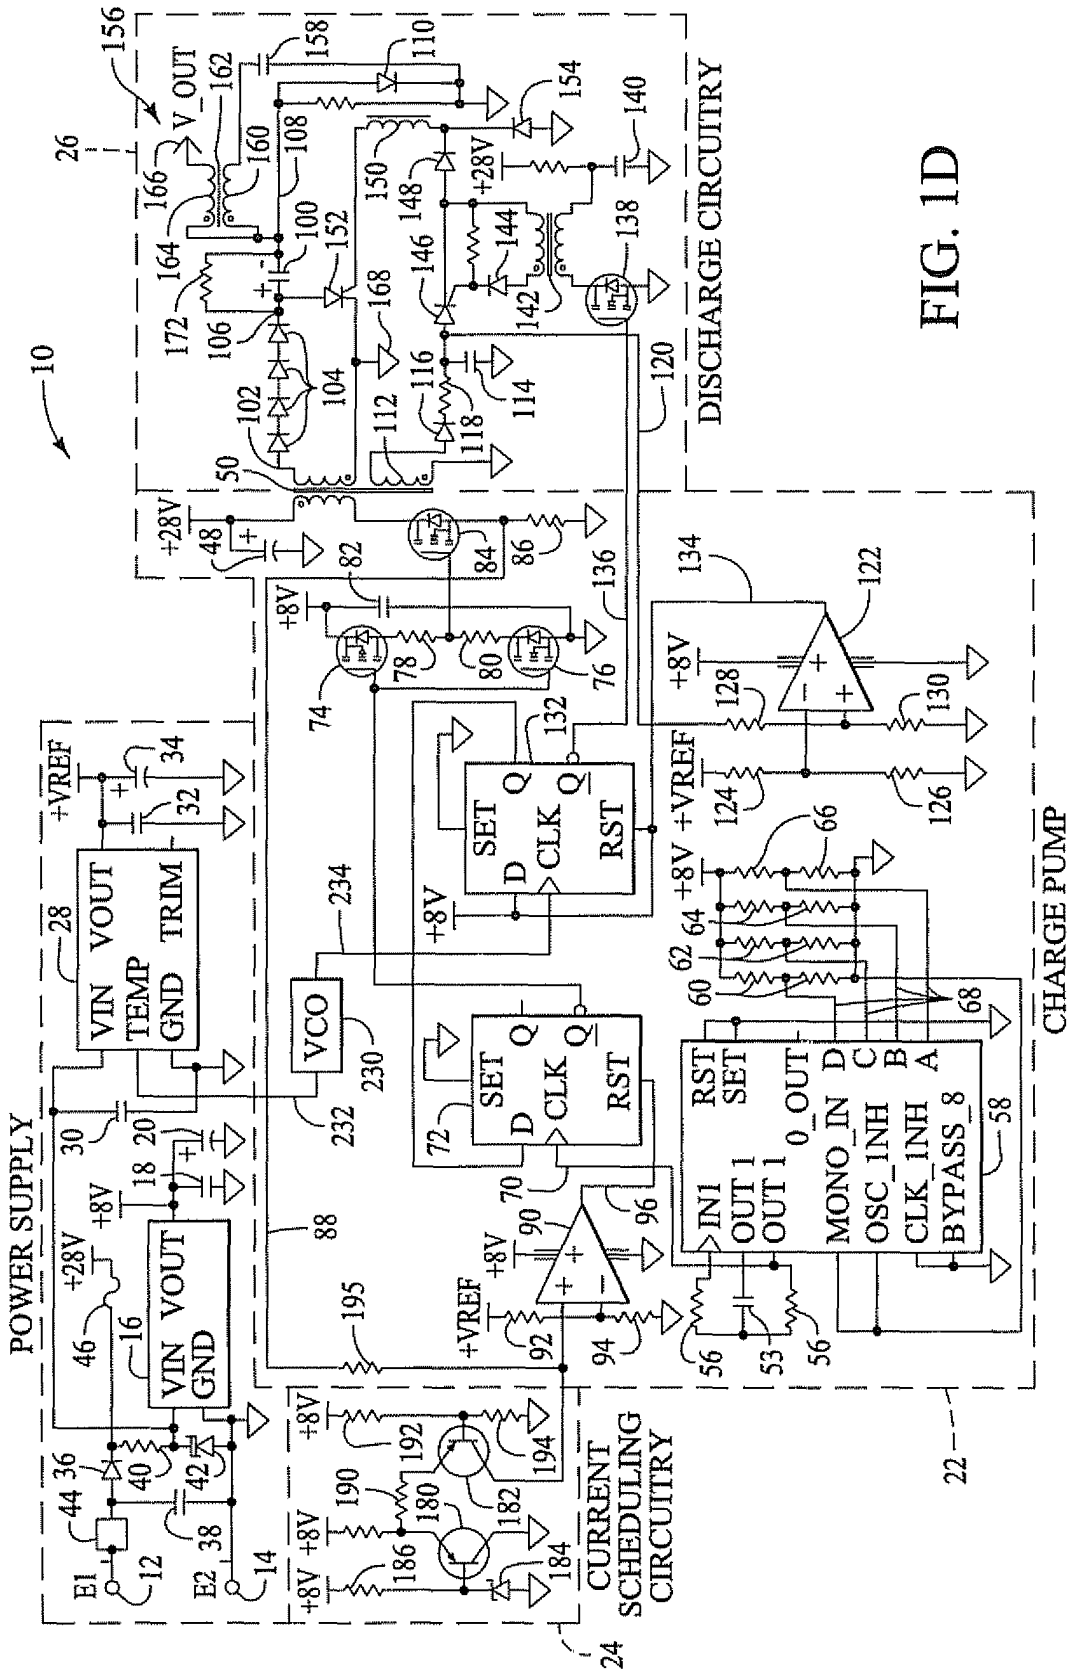 10
POWER SUPPLY
E1
12
44
36
38
E2
14
40
42
46
+28V
16
VIN VOUT
GND
+8V
18
20
30
28
VIN VOUT
TEMP
GND TRIM
+VREF
32
34
232
VCO
230
234
88
195
+8V
186
184
+8V
190
180
182
+8V
192
194
CURRENT
SCHEDULING
CIRCUITRY
24
+VREF
92
94
+8V
90
96
70
72
SET
D
Q
CLK
Q
RST
+8V
SET
D
Q
CLK
Q
RST
132
74
76
78
80
+8V
82
84
86
+28V
48
50
136
56
53
56
IN1
OUT 1
OUT 1
MONO_IN
OSC_1NH
CLK_1NH
BYPASS_8
RST
SET
0_OUT
D
C
B
A
58
68
60
62
64
66
+8V
+VREF
124
126
128
130
+8V
122
134
CHARGE PUMP
22
26
156
V_OUT
166
164
162
160
158
110
108
172
106
100
+
-
152
102
104
168
112
116
118
114
120
146
148
150
154
+28V
144
142
140
138
DISCHARGE CIRCUITRY
FIG. 1D